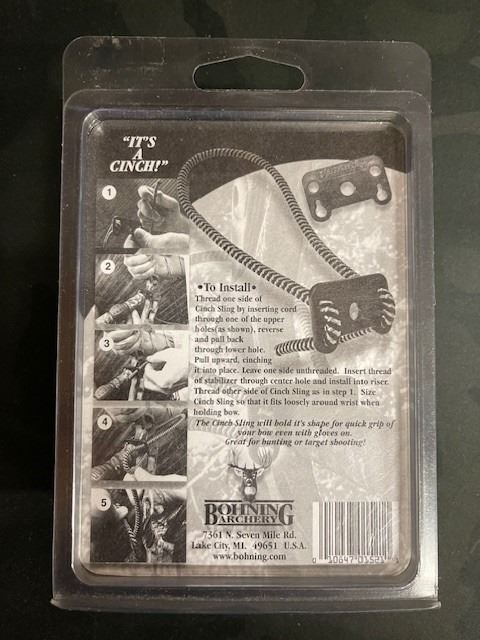 "IT'S
A
CINCH!"
1
2
3
4
5
•To Install•
Thread one side of
Cinch Sling by inserting cord
through one of the upper
holes(as shown), reverse
and pull back
through lower hole.
Pull upward, cinching
it into place. Leave one side unthreaded. Insert thread
of stabilizer through center hole and install into riser.
Thread other side of Cinch Sling as in step 1. Size
Cinch Sling so that it fits loosely around wrist when
holding bow.
The Cinch Sling will hold it's shape for quick grip of
your bow even with gloves on.
Great for hunting or target shooting!
BOHNING
ARCHERY
7361 N. Seven Mile Rd.
Lake City, MI. 49651 U.S.A.
www.bohning.com
0 10647 01521